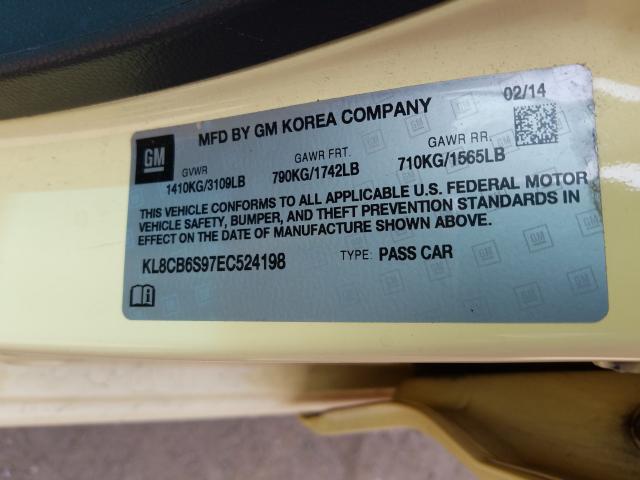 02/14
MFD BY GM KOREA COMPANY
GM
GVWR GAWR FRT. GAWR RR.
1410KG/3109LB 790KG/1742LB 710KG/1565LB
THIS VEHICLE CONFORMS TO ALL APPLICABLE U.S. FEDERAL MOTOR
VEHICLE SAFETY, BUMPER, AND THEFT PREVENTION STANDARDS IN
EFFECT ON THE DATE OF MANUFACTURE SHOWN ABOVE.
KL8CB6S97EC524198 TYPE: PASS CAR